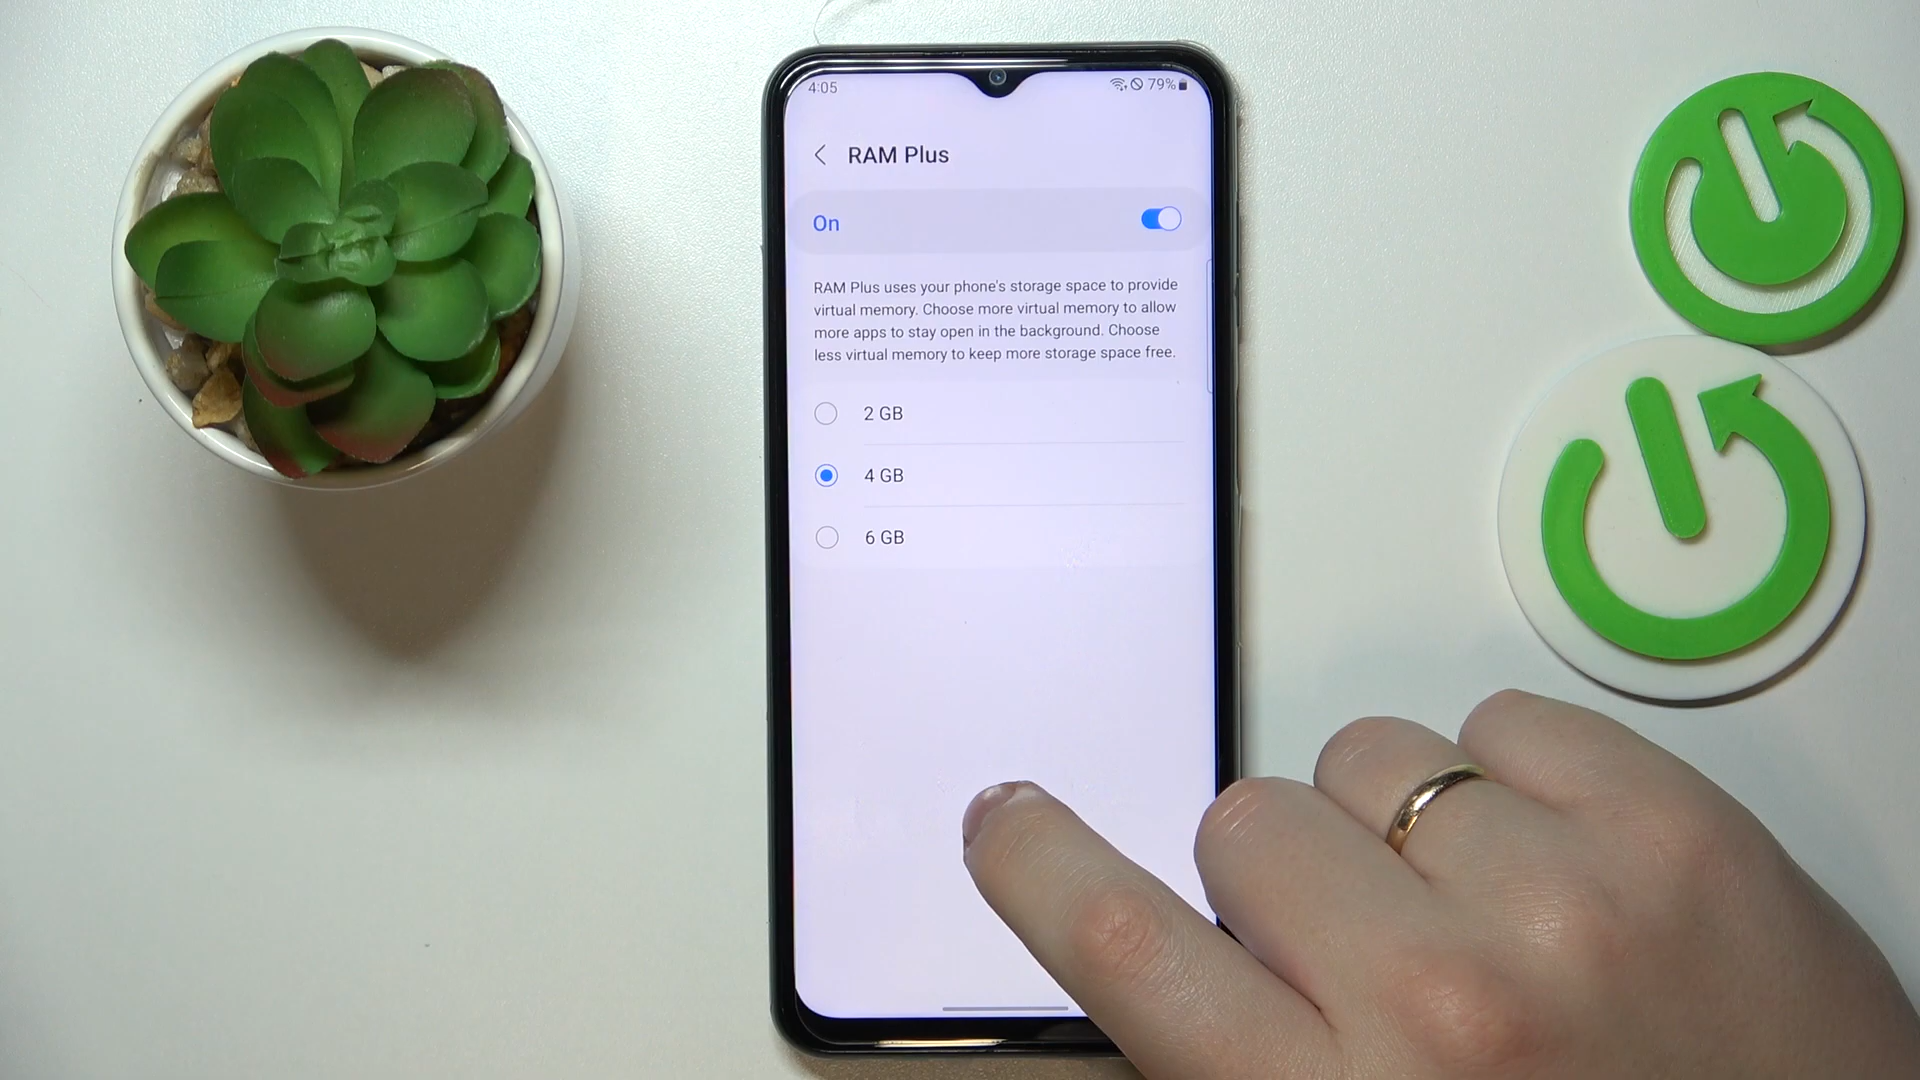 4:05
79%
RAM Plus
On
RAM Plus uses your phone's storage space to provide
virtual memory. Choose more virtual memory to allow
more apps to stay open in the background. Choose
less virtual memory to keep more storage space free.
2 GB
4 GB
6 GB